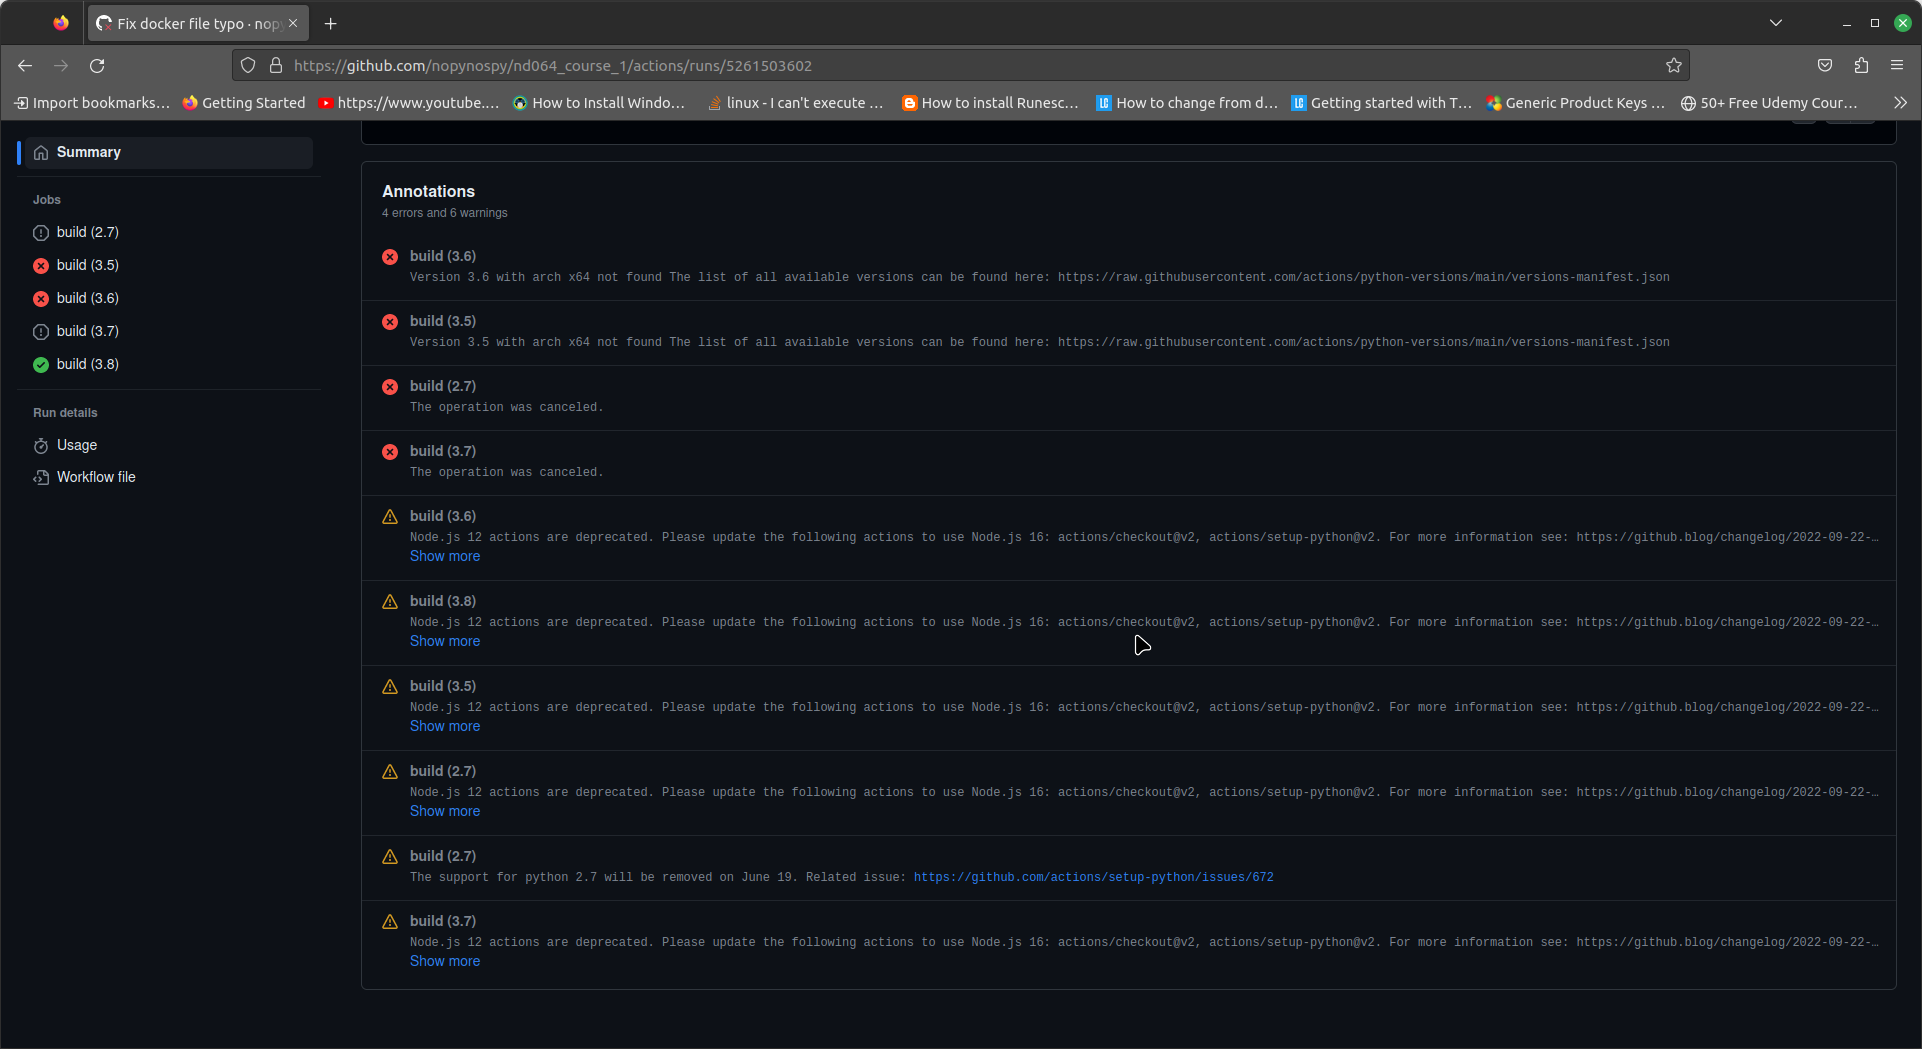 Fix docker file typo · nop
https://github.com/nopynospy/nd064_course_1/actions/runs/5261503602
Import bookmarks... Getting Started https://www.youtube.... How to Install Windo... linux - I can't execute ... How to install Runesc... How to change from d... Getting started with T... Generic Product Keys ... 50+ Free Udemy Cour...
Summary
Jobs
build (2.7)
build (3.5)
build (3.6)
build (3.7)
build (3.8)
Run details
Usage
Workflow file
Annotations
4 errors and 6 warnings
build (3.6)
Version 3.6 with arch x64 not found The list of all available versions can be found here: https://raw.githubusercontent.com/actions/python-versions/main/versions-manifest.json
build (3.5)
Version 3.5 with arch x64 not found The list of all available versions can be found here: https://raw.githubusercontent.com/actions/python-versions/main/versions-manifest.json
build (2.7)
The operation was canceled.
build (3.7)
The operation was canceled.
build (3.6)
Node.js 12 actions are deprecated. Please update the following actions to use Node.js 16: actions/checkout@v2, actions/setup-python@v2. For more information see: https://github.blog/changelog/2022-09-22-…
Show more
build (3.8)
Node.js 12 actions are deprecated. Please update the following actions to use Node.js 16: actions/checkout@v2, actions/setup-python@v2. For more information see: https://github.blog/changelog/2022-09-22-…
Show more
build (3.5)
Node.js 12 actions are deprecated. Please update the following actions to use Node.js 16: actions/checkout@v2, actions/setup-python@v2. For more information see: https://github.blog/changelog/2022-09-22-…
Show more
build (2.7)
Node.js 12 actions are deprecated. Please update the following actions to use Node.js 16: actions/checkout@v2, actions/setup-python@v2. For more information see: https://github.blog/changelog/2022-09-22-…
Show more
build (2.7)
The support for python 2.7 will be removed on June 19. Related issue: https://github.com/actions/setup-python/issues/672
build (3.7)
Node.js 12 actions are deprecated. Please update the following actions to use Node.js 16: actions/checkout@v2, actions/setup-python@v2. For more information see: https://github.blog/changelog/2022-09-22-…
Show more